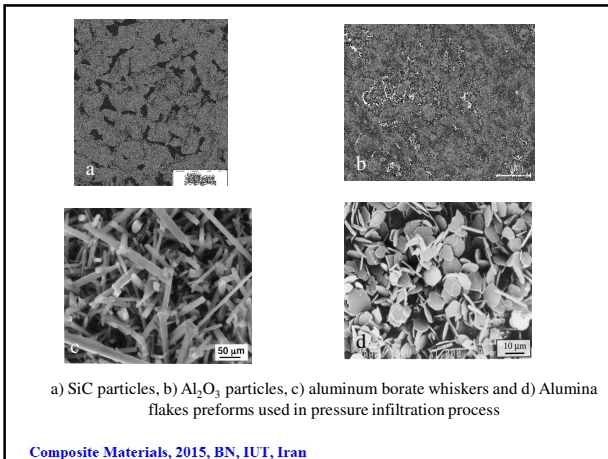 a
b
c
50 µm
d
10 µm
a) SiC particles, b) Al₂O₃ particles, c) aluminum borate whiskers and d) Alumina
flakes preforms used in pressure infiltration process
Composite Materials, 2015, BN, IUT, Iran